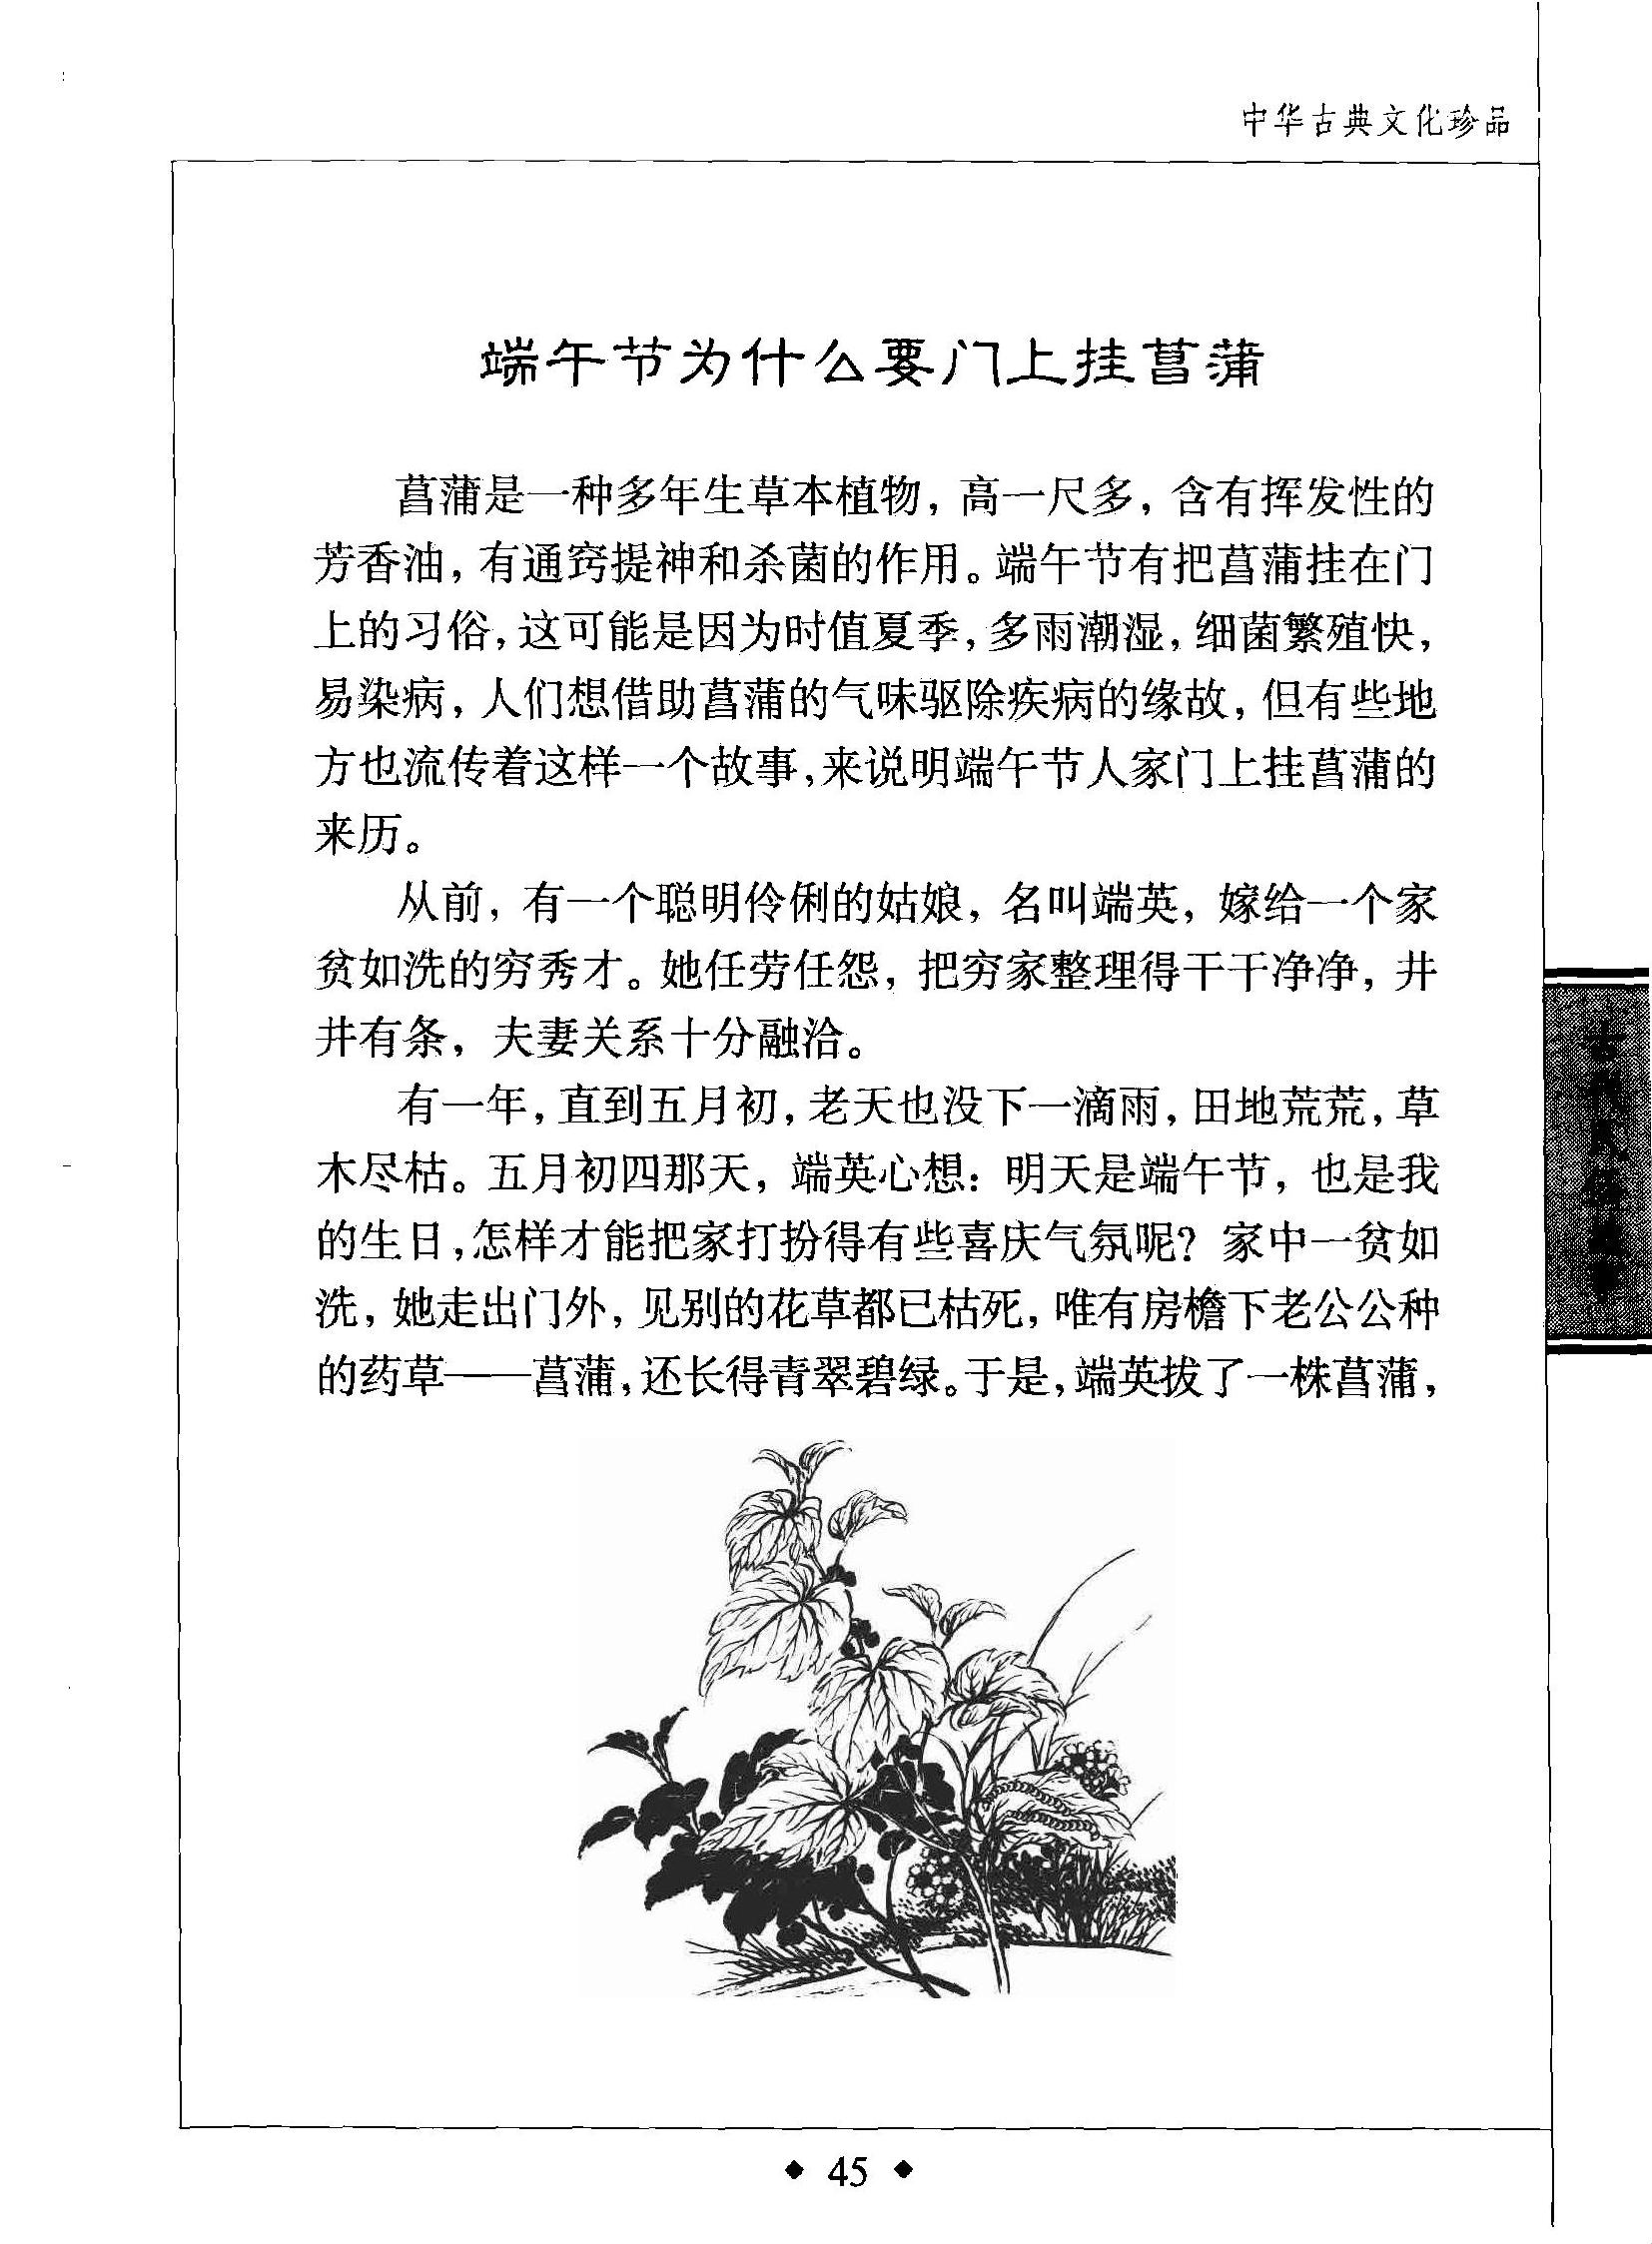 中华古典文化珍品
端午节为什么要门上挂菖蒲
菖蒲是一种多年生草本植物，高一尺多，含有挥发性的
芳香油，有通窍提神和杀菌的作用。端午节有把菖蒲挂在门
上的习俗，这可能是因为时值夏季，多雨潮湿，细菌繁殖快，
易染病，人们想借助菖蒲的气味驱除疾病的缘故，但有些地
方也流传着这样一个故事，来说明端午节人家门上挂菖蒲的
来历。
从前，有一个聪明伶俐的姑娘，名叫端英，嫁给一个家
贫如洗的穷秀才。她任劳任怨，把穷家整理得干干净净，井
井有条，夫妻关系十分融洽。
有一年，直到五月初，老天也没下一滴雨，田地荒荒，草
木尽枯。五月初四那天，端英心想：明天是端午节，也是我
的生日，怎样才能把家打扮得有些喜庆气氛呢？家中一贫如
洗，她走出门外，见别的花草都已枯死，唯有房檐下老公公种
的药草——菖蒲，还长得青翠碧绿。于是，端英拔了一株菖蒲，
古代民俗故事
◆ 45 ◆